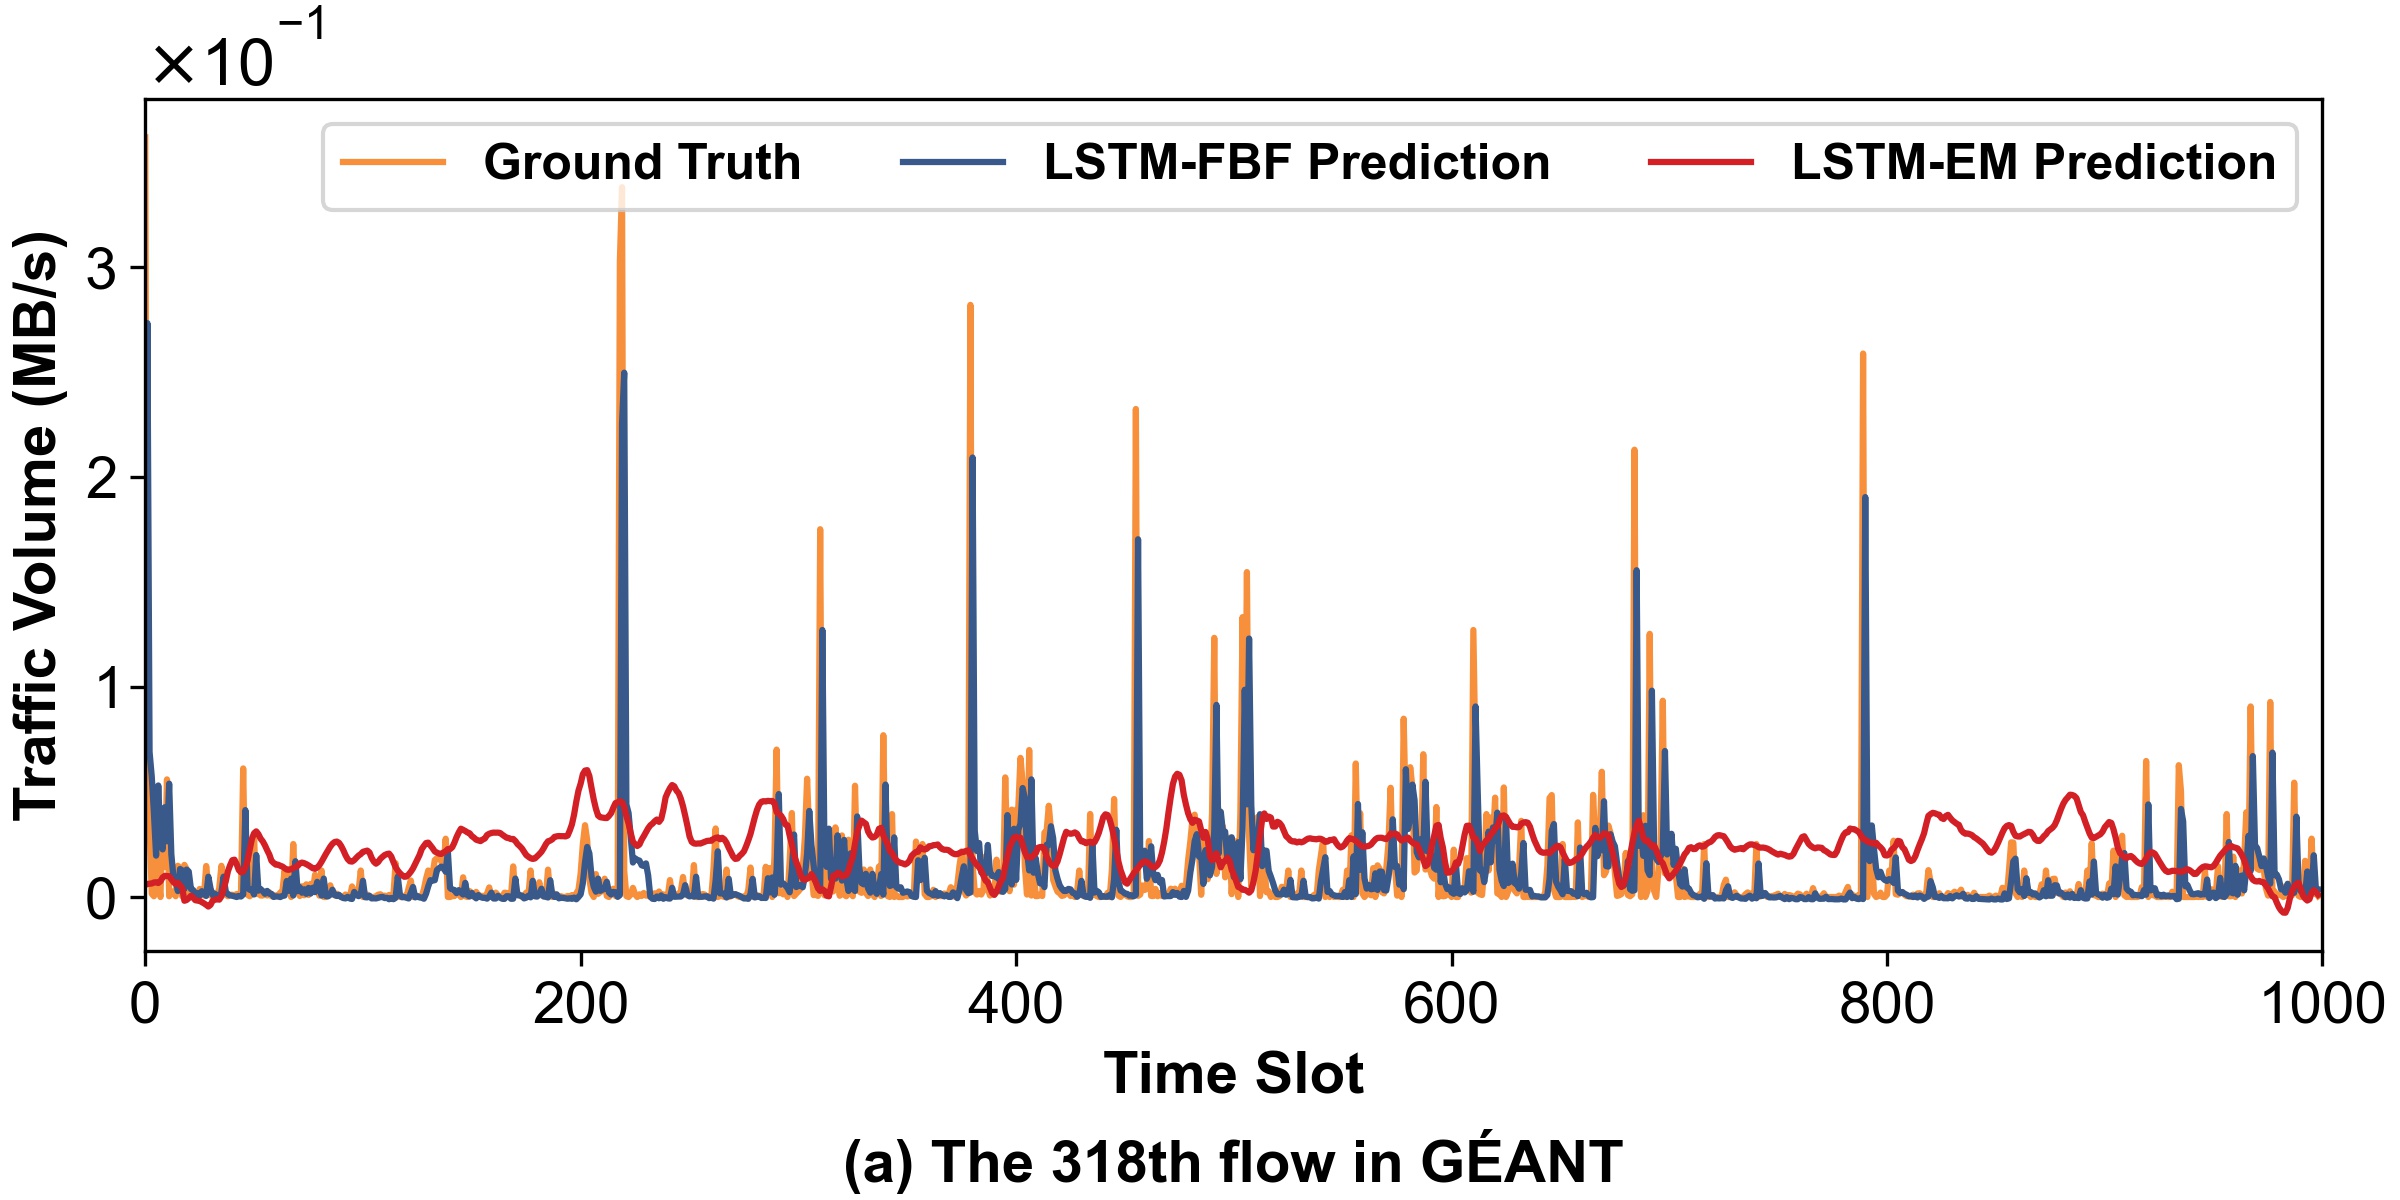 ×10⁻¹
Ground Truth LSTM-FBF Prediction LSTM-EM Prediction
3
2
1
0
Traffic Volume (MB/s)
0 200 400 600 800 1000
Time Slot
(a) The 318th flow in GÉANT